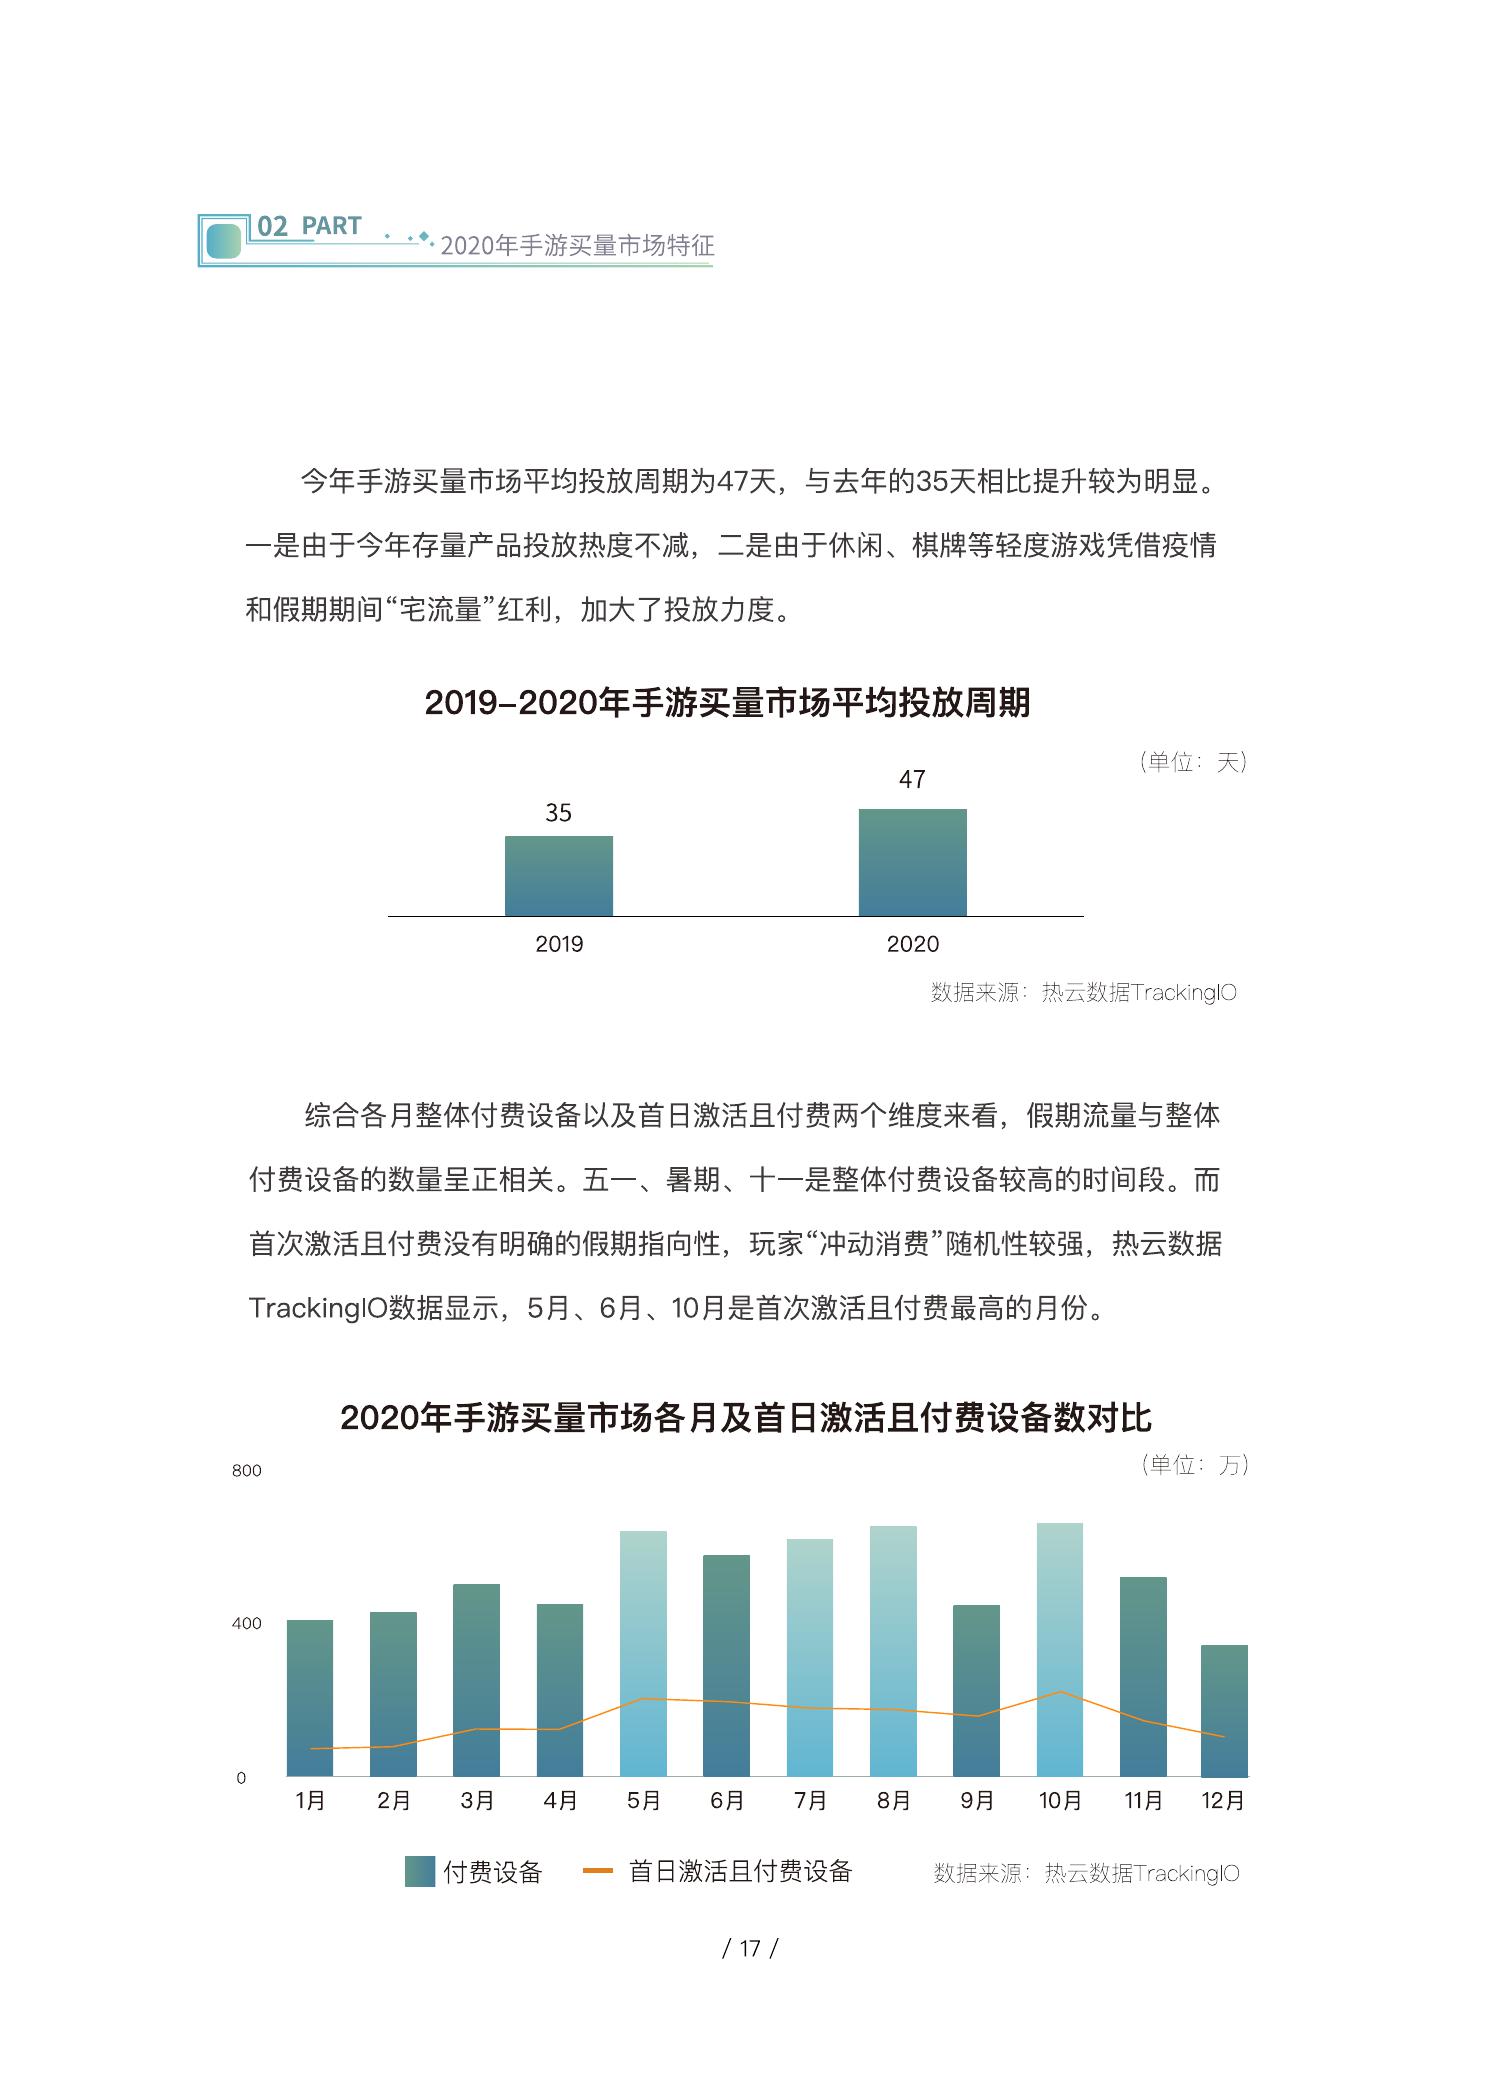 02 PART
2020年手游买量市场特征
今年手游买量市场平均投放周期为47天，与去年的35天相比提升较为明显。
一是由于今年存量产品投放热度不减，二是由于休闲、棋牌等轻度游戏凭借疫情
和假期期间“宅流量”红利，加大了投放力度。
2019–2020年手游买量市场平均投放周期
(单位：天)
35
47
2019
2020
数据来源：热云数据TrackingIO
综合各月整体付费设备以及首日激活且付费两个维度来看，假期流量与整体
付费设备的数量呈正相关。五一、暑期、十一是整体付费设备较高的时间段。而
首次激活且付费没有明确的假期指向性，玩家“冲动消费”随机性较强，热云数据
TrackingIO数据显示，5月、6月、10月是首次激活且付费最高的月份。
2020年手游买量市场各月及首日激活且付费设备数对比
(单位：万)
800
400
0
1月 2月 3月 4月 5月 6月 7月 8月 9月 10月 11月 12月
付费设备 首日激活且付费设备
数据来源：热云数据TrackingIO
/ 17 /